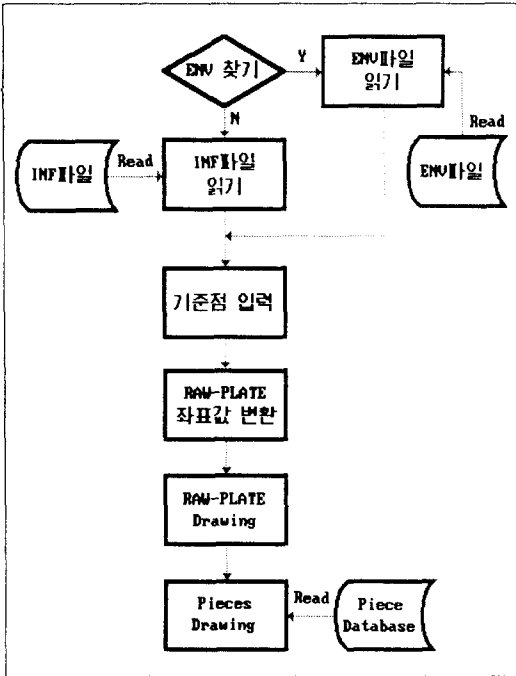 ENV 찾기
Y
ENV파일
읽기
N
Read
INF파일
Read
INF파일
읽기
ENV파일
기준점 입력
RAW-PLATE
좌표값 변환
RAW-PLATE
Drawing
Pieces
Drawing
Read
Piece
Database